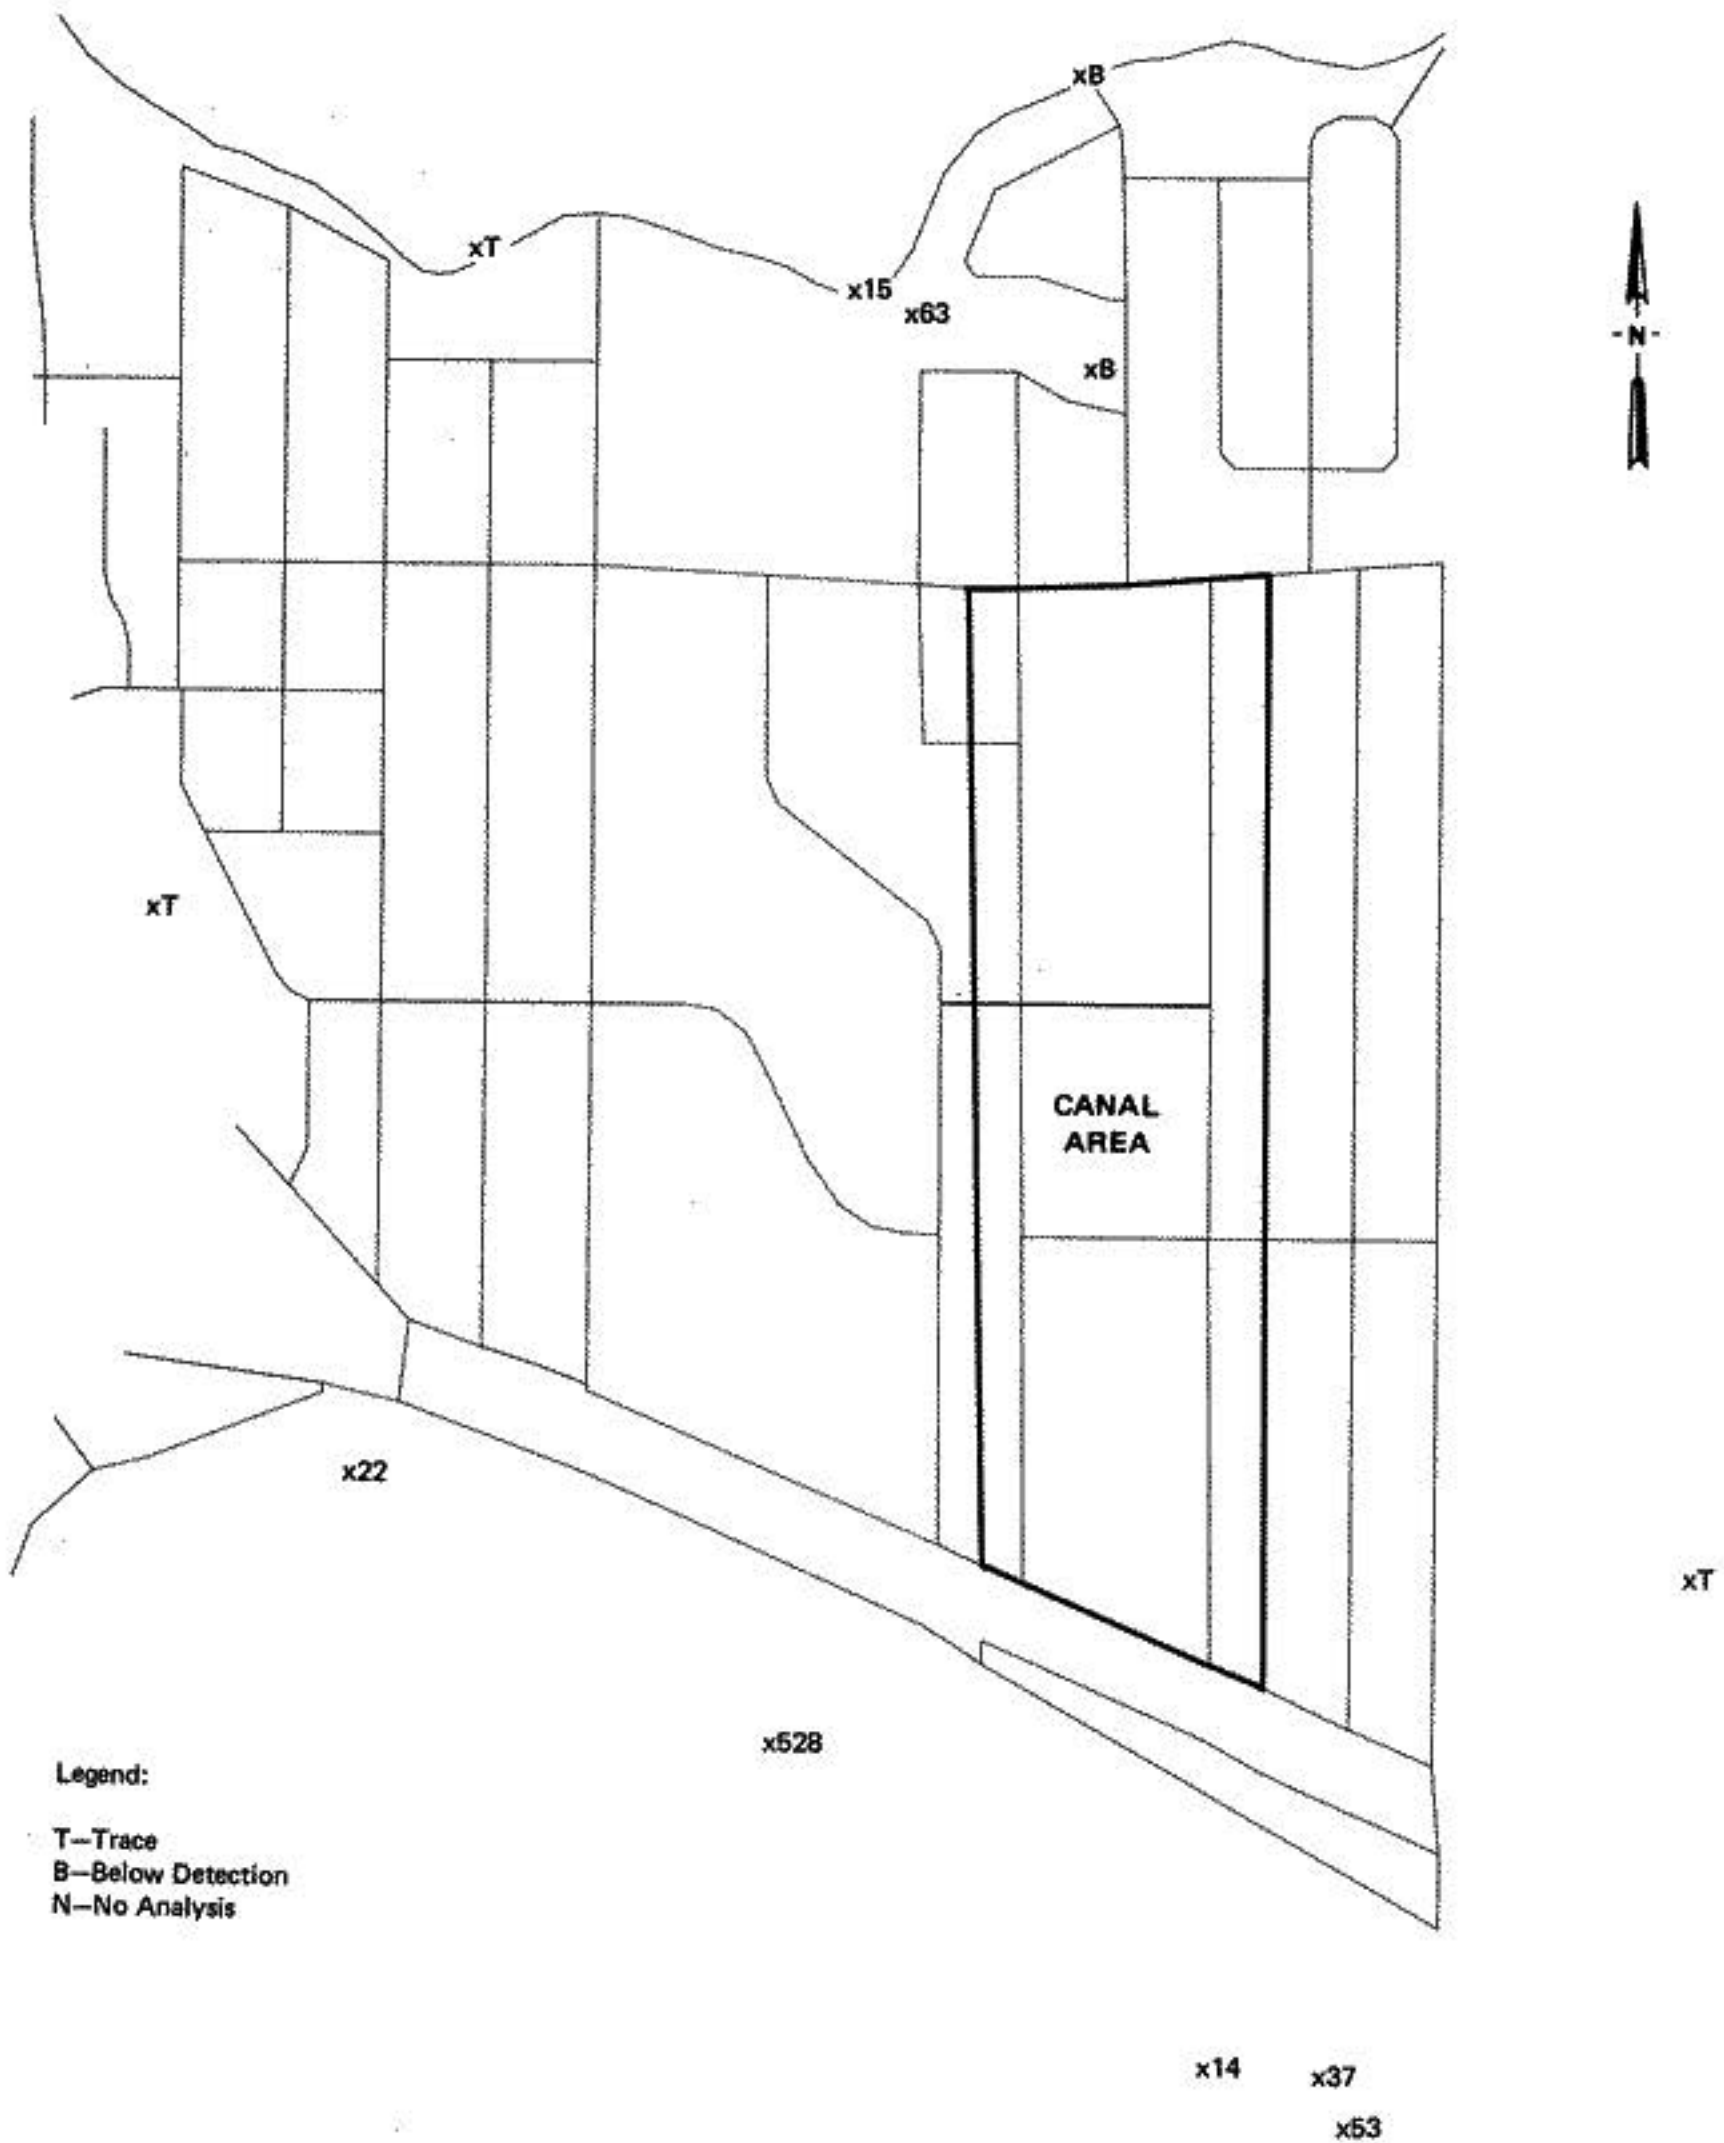 xB
xT
x15
x63
- N -
xB
xT
CANAL
AREA
x22
xT
x528
Legend:
T—Trace
B—Below Detection
N—No Analysis
x14
x37
x53